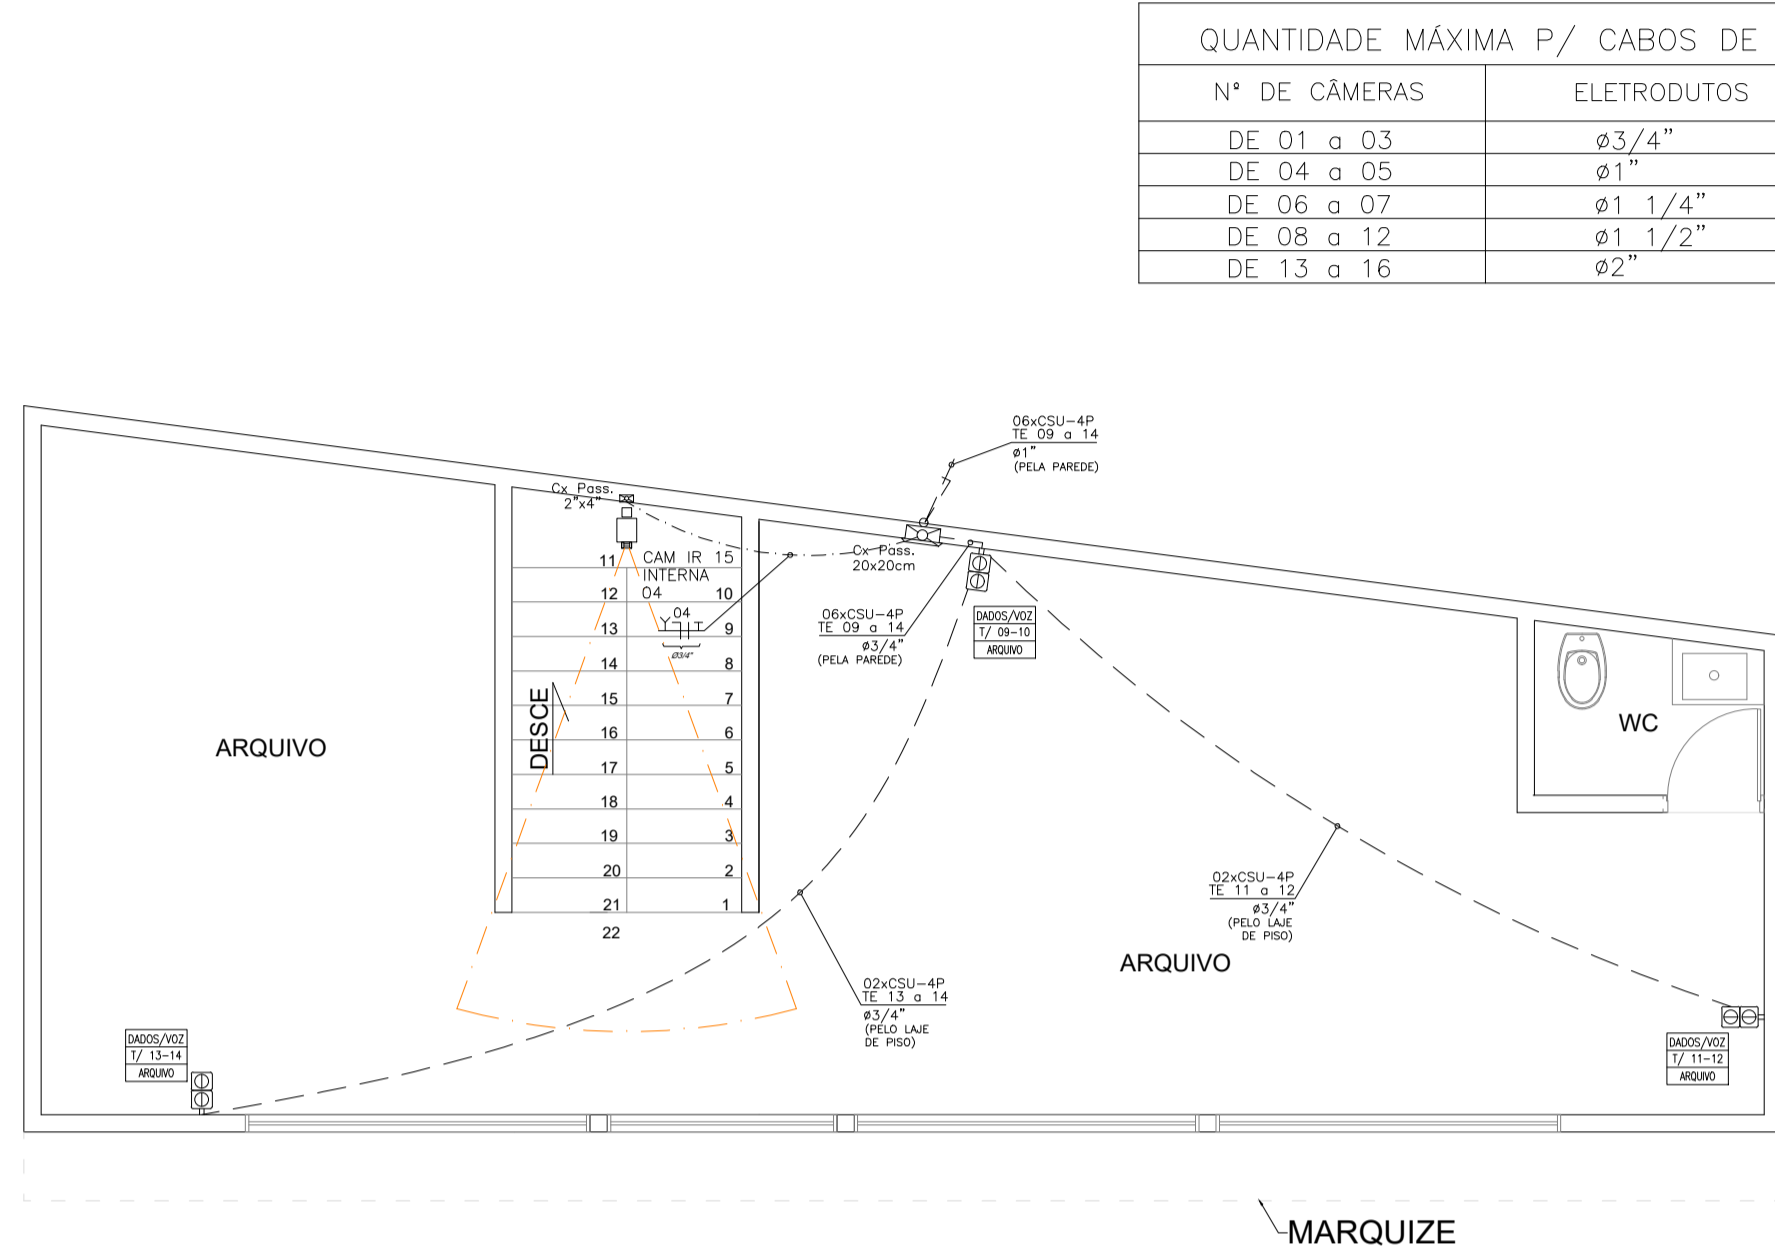 QUANTIDADE MÁXIMA P/ CABOS DE
Nº DE CÂMERAS ELETRODUTOS
DE 01 a 03 ø3/4"
DE 04 a 05 ø1"
DE 06 a 07 ø1 1/4"
DE 08 a 12 ø1 1/2"
DE 13 a 16 ø2"
06xCSU-4P
TE 09 a 14
ø1"
(PELA PAREDE)
Cx Pass.
2"x4"
Cx Pass.
20x20cm
CAM IR 15
INTERNA
04
04
Y T
Ø3/4"
06xCSU-4P
TE 09 a 14
ø3/4"
(PELA PAREDE)
DADOS/VOZ
T/ 09-10
ARQUIVO
11
12 10
13 9
14 8
15 7
16 6
17 5
18 4
19 3
20 2
21 1
22
DESCE
ARQUIVO
WC
02xCSU-4P
TE 11 a 12
ø3/4"
(PELO LAJE
DE PISO)
ARQUIVO
02xCSU-4P
TE 13 a 14
ø3/4"
(PELO LAJE
DE PISO)
DADOS/VOZ
T/ 13-14
ARQUIVO
DADOS/VOZ
T/ 11-12
ARQUIVO
MARQUIZE